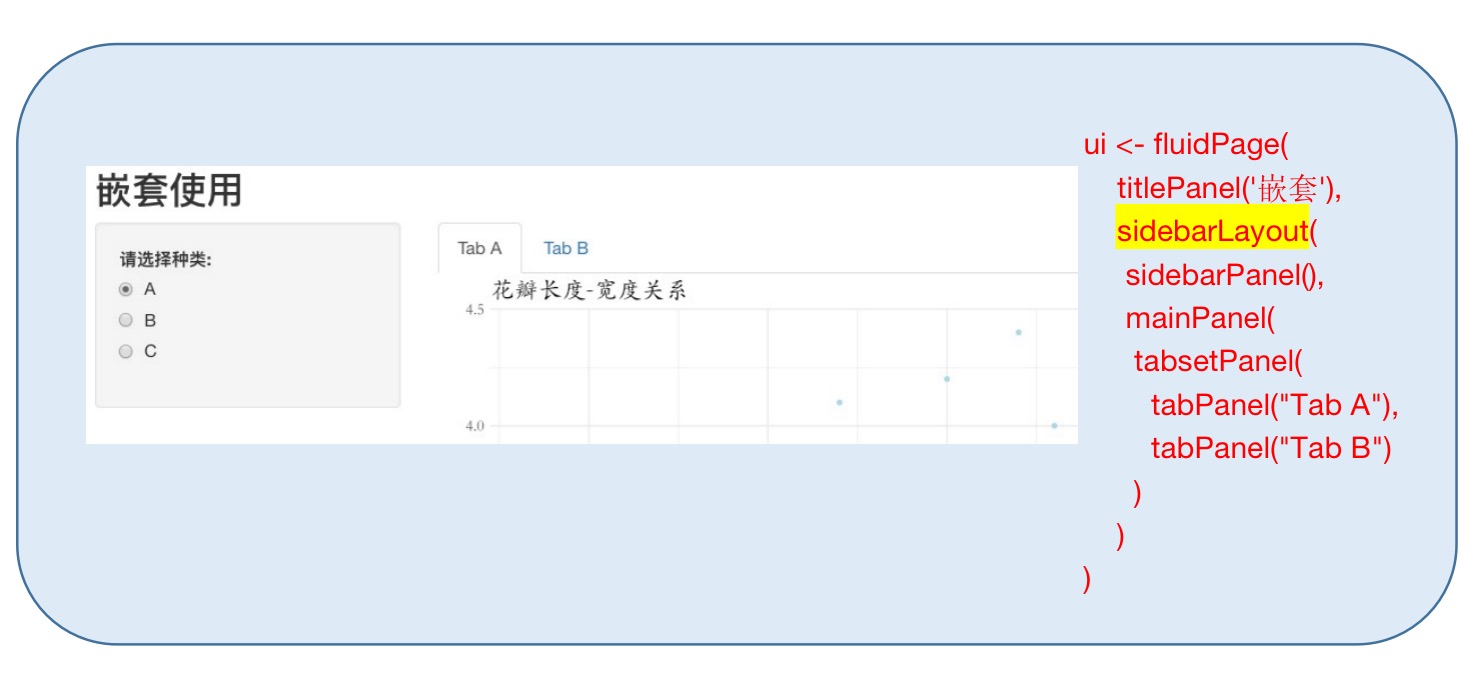 嵌套使用
请选择种类:
A
B
C
Tab A
Tab B
花瓣长度-宽度关系
4.5
4.0
ui <- fluidPage(
titlePanel('嵌套'),
sidebarLayout(
sidebarPanel(),
mainPanel(
tabsetPanel(
tabPanel("Tab A"),
tabPanel("Tab B")
)
)
)